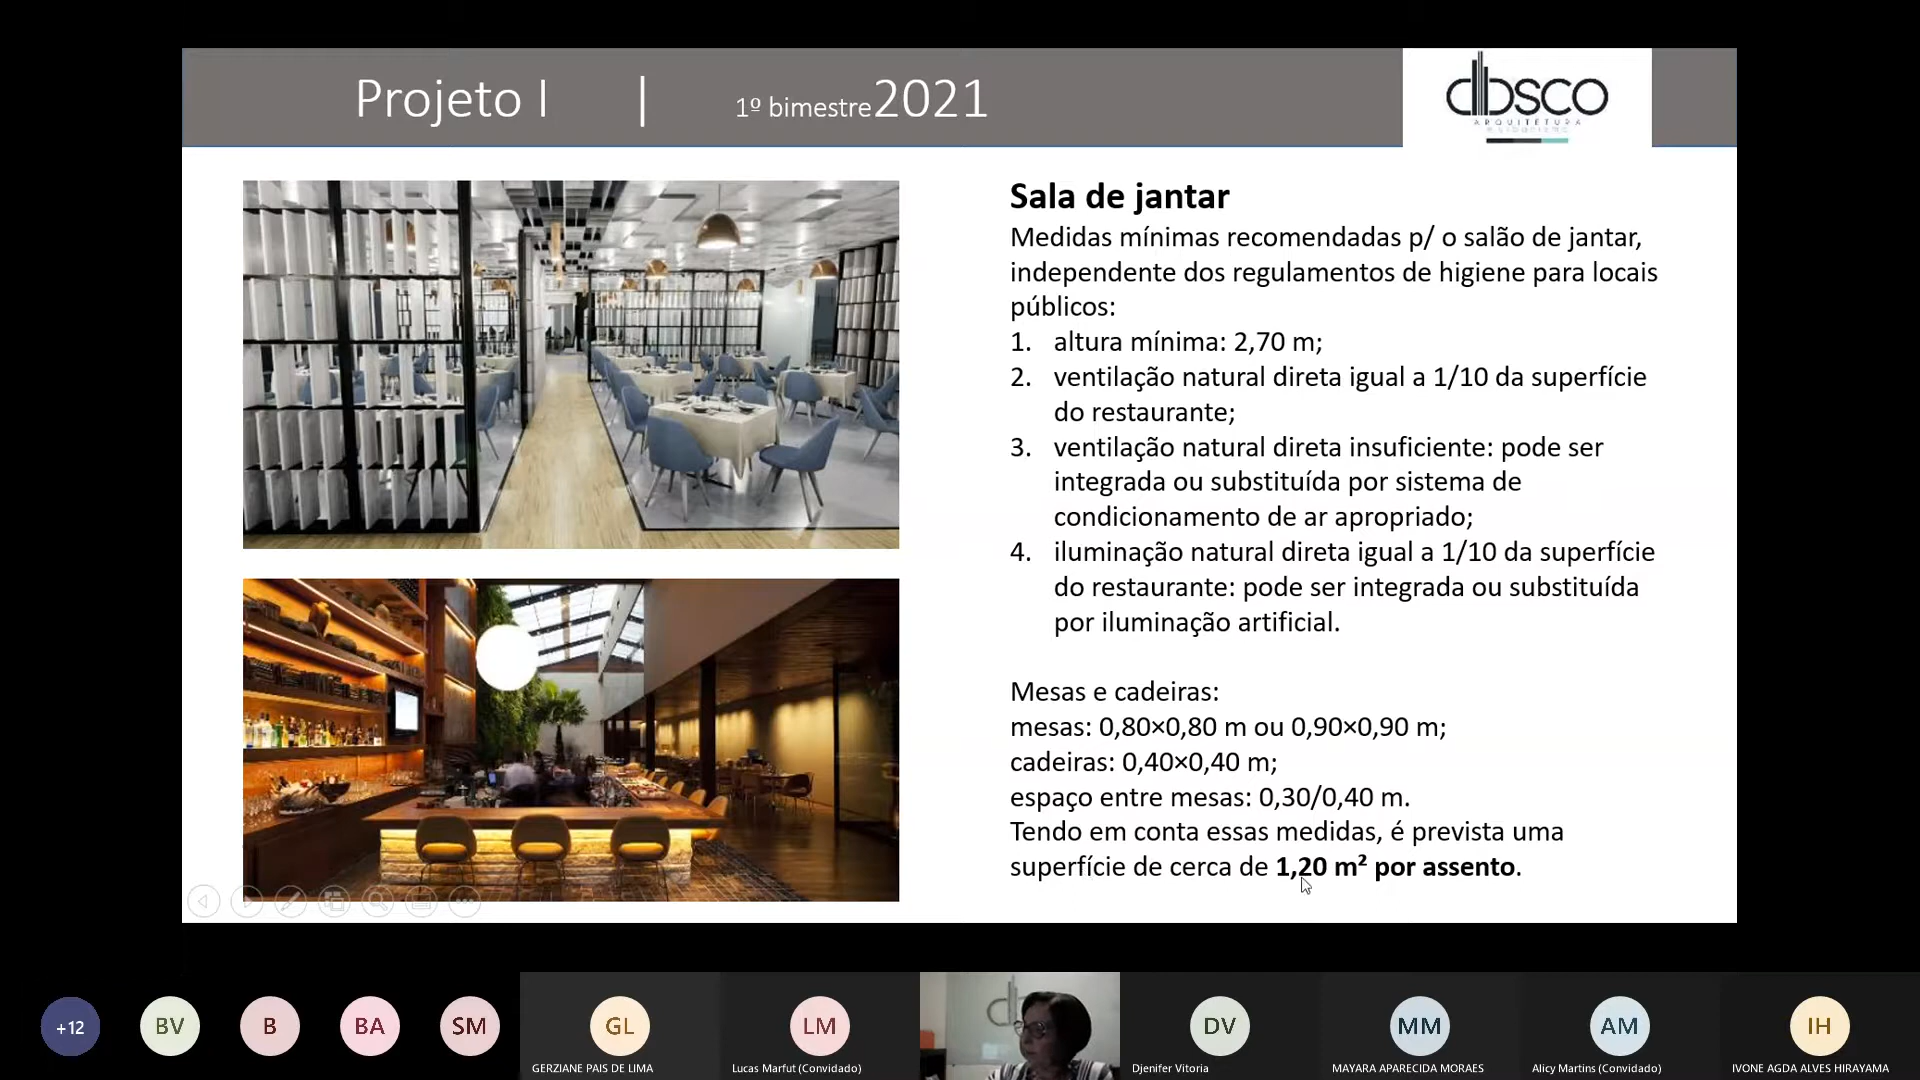 Projeto I | 1º bimestre2021
dbsco
ARQUITETURA
Sala de jantar
Medidas mínimas recomendadas p/ o salão de jantar,
independente dos regulamentos de higiene para locais
públicos:
1. altura mínima: 2,70 m;
2. ventilação natural direta igual a 1/10 da superfície
do restaurante;
3. ventilação natural direta insuficiente: pode ser
integrada ou substituída por sistema de
condicionamento de ar apropriado;
4. iluminação natural direta igual a 1/10 da superfície
do restaurante: pode ser integrada ou substituída
por iluminação artificial.
Mesas e cadeiras:
mesas: 0,80×0,80 m ou 0,90×0,90 m;
cadeiras: 0,40×0,40 m;
espaço entre mesas: 0,30/0,40 m.
Tendo em conta essas medidas, é prevista uma
superfície de cerca de 1,20 m² por assento.
+12
BV
B
BA
SM
GL
LM
DV
MM
AM
IH
GERZIANE PAIS DE LIMA
Lucas Marfut (Convidado)
Djenifer Vitoria
MAYARA APARECIDA MORAES
Alicy Martins (Convidado)
IVONE AGDA ALVES HIRAYAMA